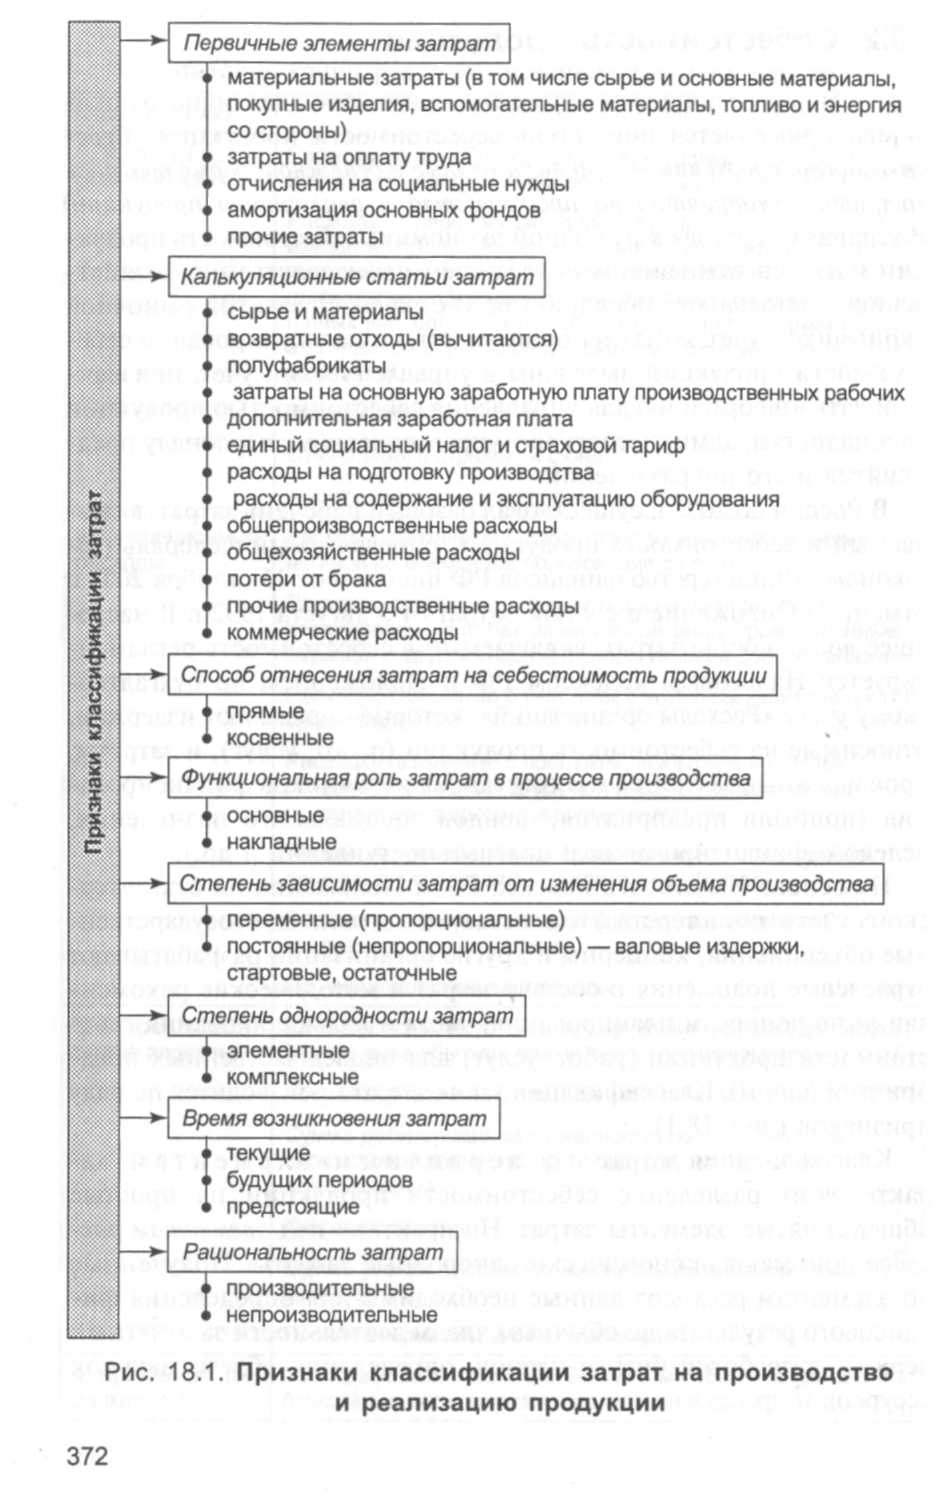 Признаки классификации затрат
Первичные элементы затрат
материальные затраты (в том числе сырье и основные материалы,
покупные изделия, вспомогательные материалы, топливо и энергия
со стороны)
затраты на оплату труда
отчисления на социальные нужды
амортизация основных фондов
прочие затраты
Калькуляционные статьи затрат
сырье и материалы
возвратные отходы (вычитаются)
полуфабрикаты
затраты на основную заработную плату производственных рабочих
дополнительная заработная плата
единый социальный налог и страховой тариф
расходы на подготовку производства
расходы на содержание и эксплуатацию оборудования
общепроизводственные расходы
общехозяйственные расходы
потери от брака
прочие производственные расходы
коммерческие расходы
Способ отнесения затрат на себестоимость продукции
прямые
косвенные
Функциональная роль затрат в процессе производства
основные
накладные
Степень зависимости затрат от изменения объема производства
переменные (пропорциональные)
постоянные (непропорциональные) — валовые издержки,
стартовые, остаточные
Степень однородности затрат
элементные
комплексные
Время возникновения затрат
текущие
будущих периодов
предстоящие
Рациональность затрат
производительные
непроизводительные
Рис. 18.1. Признаки классификации затрат на производство
и реализацию продукции
372